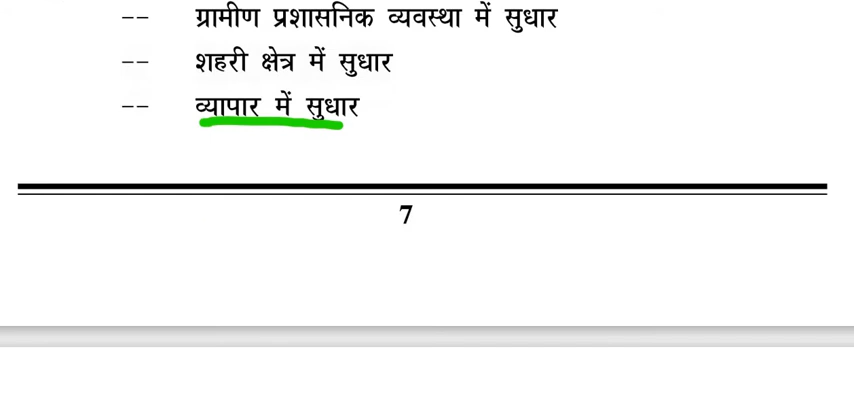 -- ग्रामीण प्रशासनिक व्यवस्था में सुधार
-- शहरी क्षेत्र में सुधार
-- व्यापार में सुधार
7